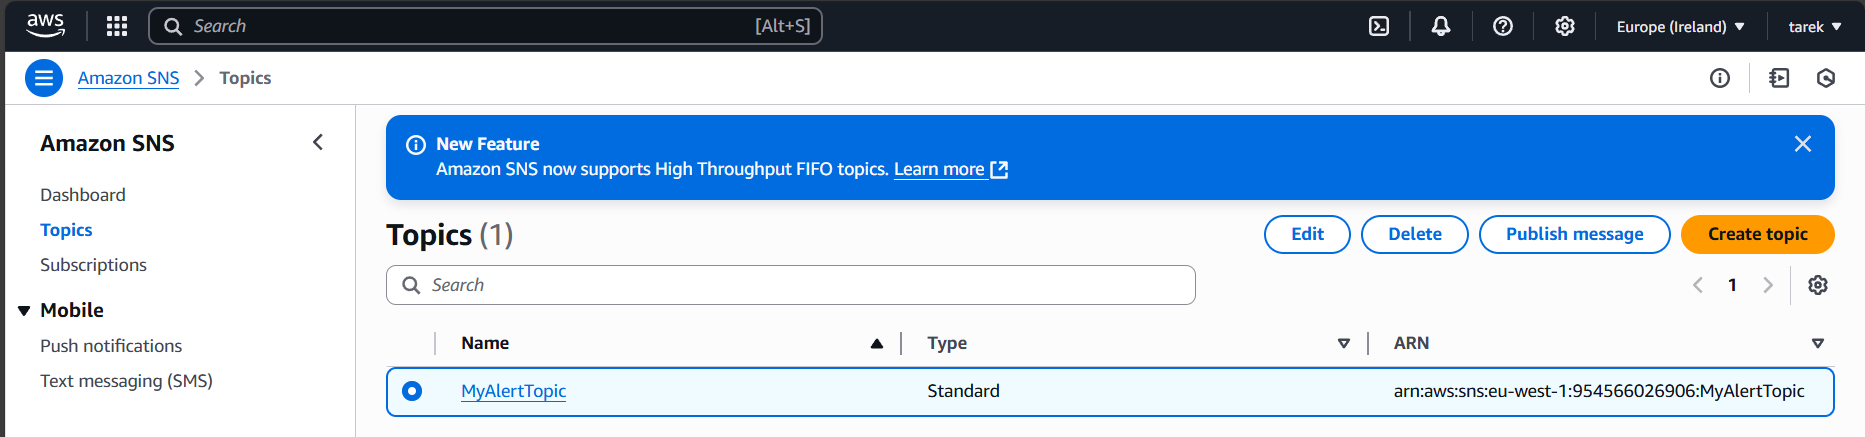 aws
Search [Alt+S] Europe (Ireland) tarek
Amazon SNS Topics
Amazon SNS
Dashboard
Topics
Subscriptions
Mobile
Push notifications
Text messaging (SMS)
New Feature
Amazon SNS now supports High Throughput FIFO topics. Learn more
Topics (1)
Edit Delete Publish message Create topic
Search
1
Name Type ARN
MyAlertTopic Standard arn:aws:sns:eu-west-1:954566026906:MyAlertTopic